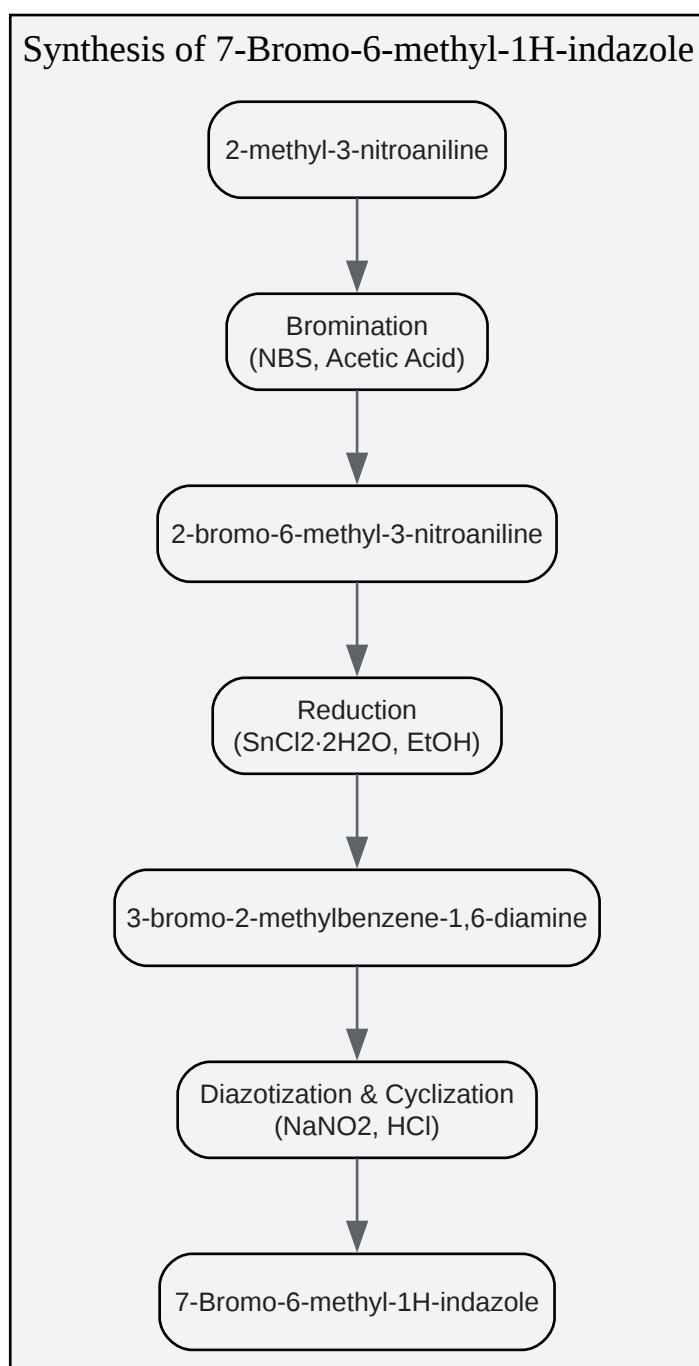 Synthesis of 7-Bromo-6-methyl-1H-indazole
2-methyl-3-nitroaniline
Bromination
(NBS, Acetic Acid)
2-bromo-6-methyl-3-nitroaniline
Reduction
(SnCl2·2H2O, EtOH)
3-bromo-2-methylbenzene-1,6-diamine
Diazotization & Cyclization
(NaNO2, HCl)
7-Bromo-6-methyl-1H-indazole